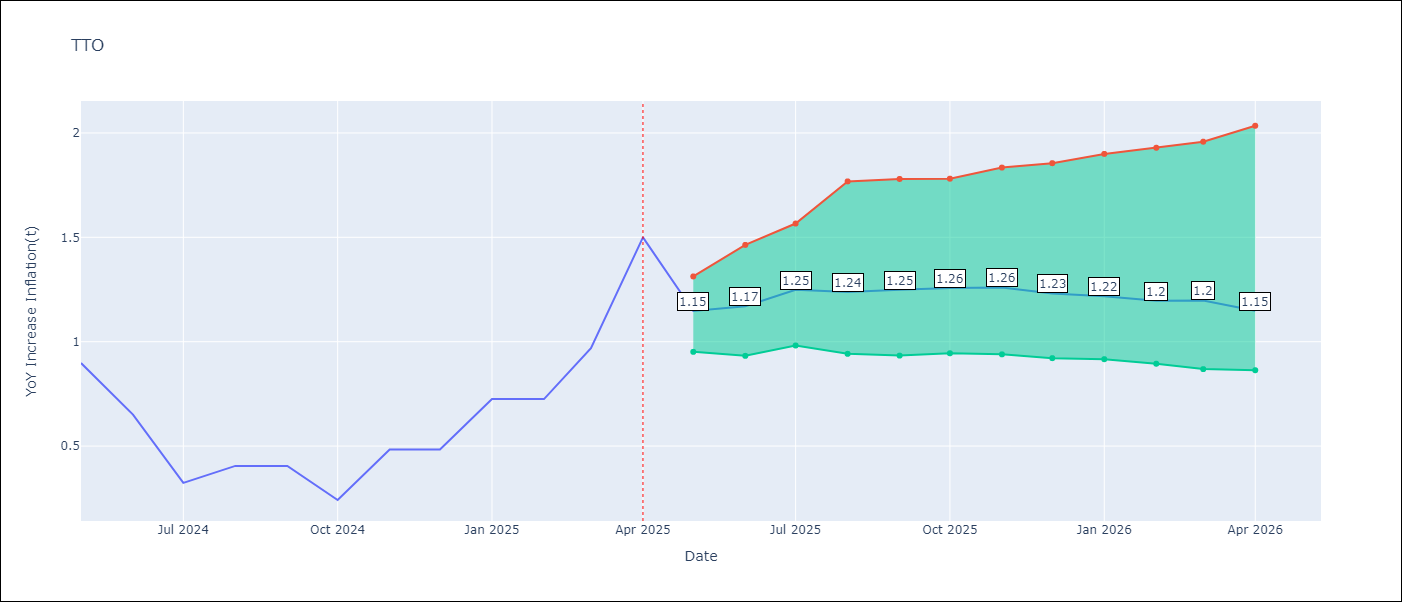 TTO
YoY Increase Inflation(t)
2
1.5
1
0.5
1.15
1.17
1.25
1.24
1.25
1.26
1.26
1.23
1.22
1.2
1.2
1.15
Jul 2024
Oct 2024
Jan 2025
Apr 2025
Jul 2025
Oct 2025
Jan 2026
Apr 2026
Date